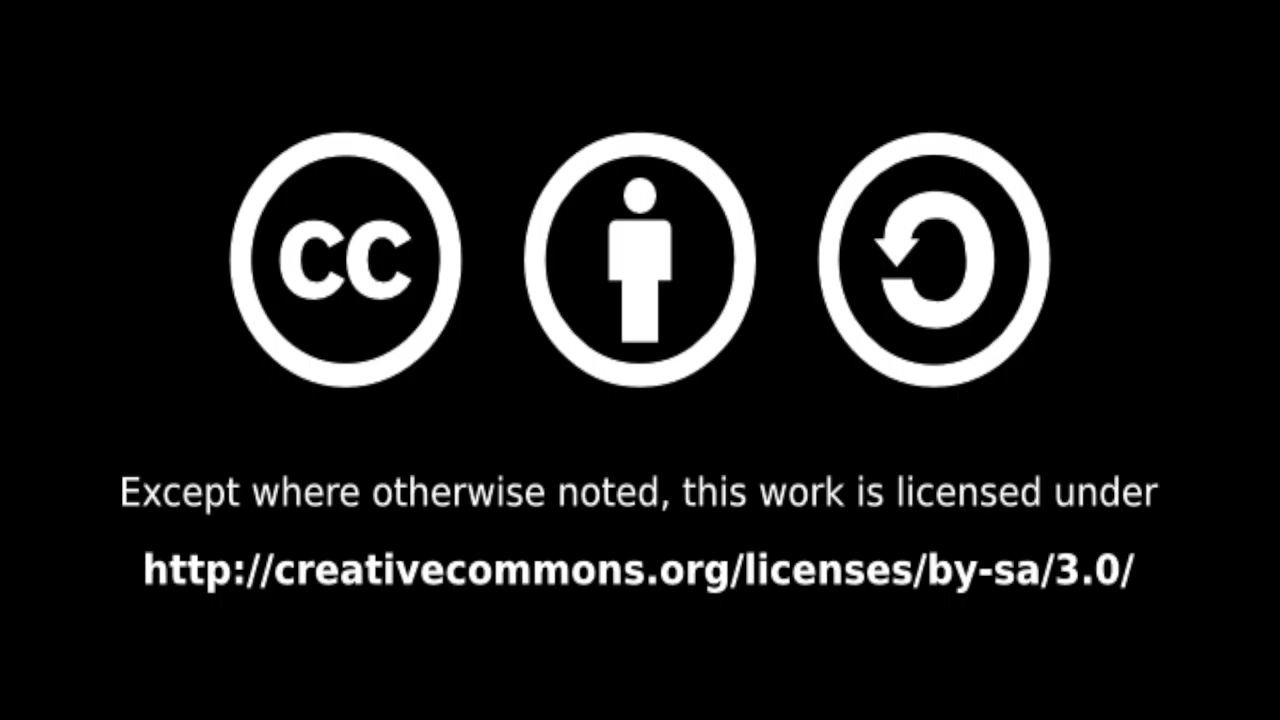 cc
Except where otherwise noted, this work is licensed under
http://creativecommons.org/licenses/by-sa/3.0/